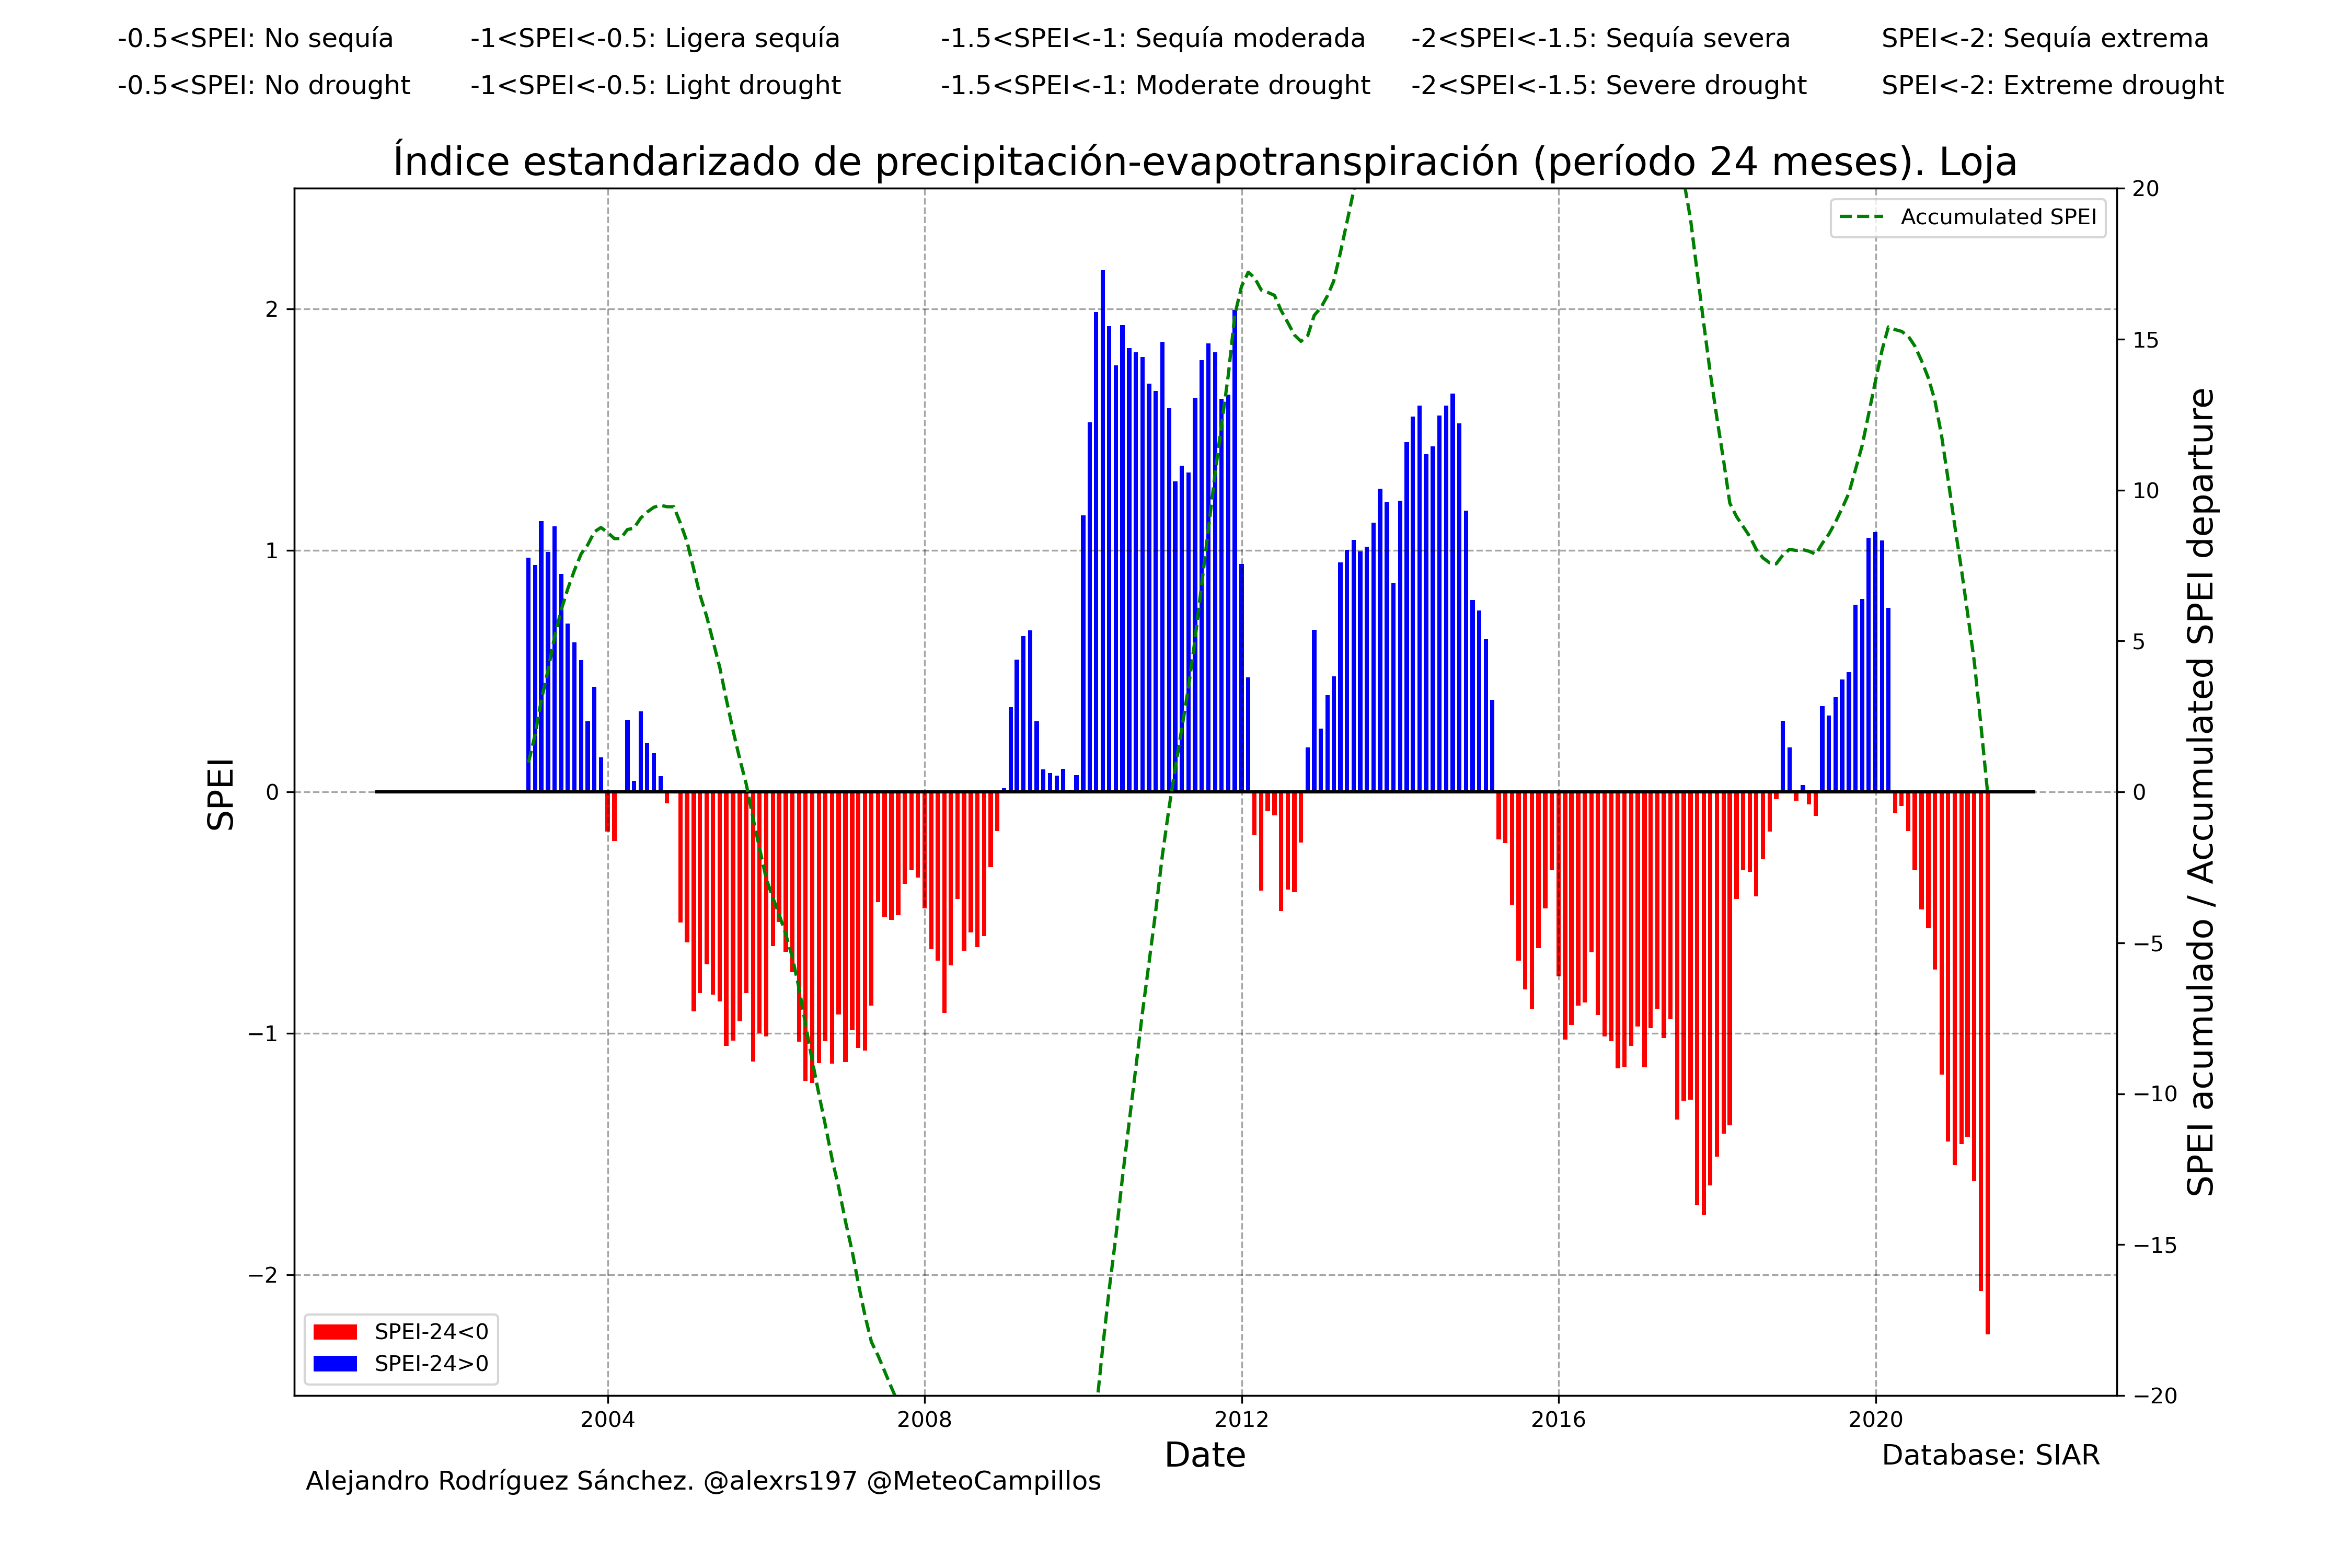 -0.5<SPEI: No sequía -1<SPEI<-0.5: Ligera sequía -1.5<SPEI<-1: Sequía moderada -2<SPEI<-1.5: Sequía severa SPEI<-2: Sequía extrema
-0.5<SPEI: No drought -1<SPEI<-0.5: Light drought -1.5<SPEI<-1: Moderate drought -2<SPEI<-1.5: Severe drought SPEI<-2: Extreme drought
Índice estandarizado de precipitación-evapotranspiración (período 24 meses). Loja
Accumulated SPEI
2
1
0
−1
−2
SPEI
20
15
10
5
0
−5
−10
−15
−20
SPEI acumulado / Accumulated SPEI departure
SPEI-24<0
SPEI-24>0
2004 2008 2012 2016 2020
Date
Database: SIAR
Alejandro Rodríguez Sánchez. @alexrs197 @MeteoCampillos